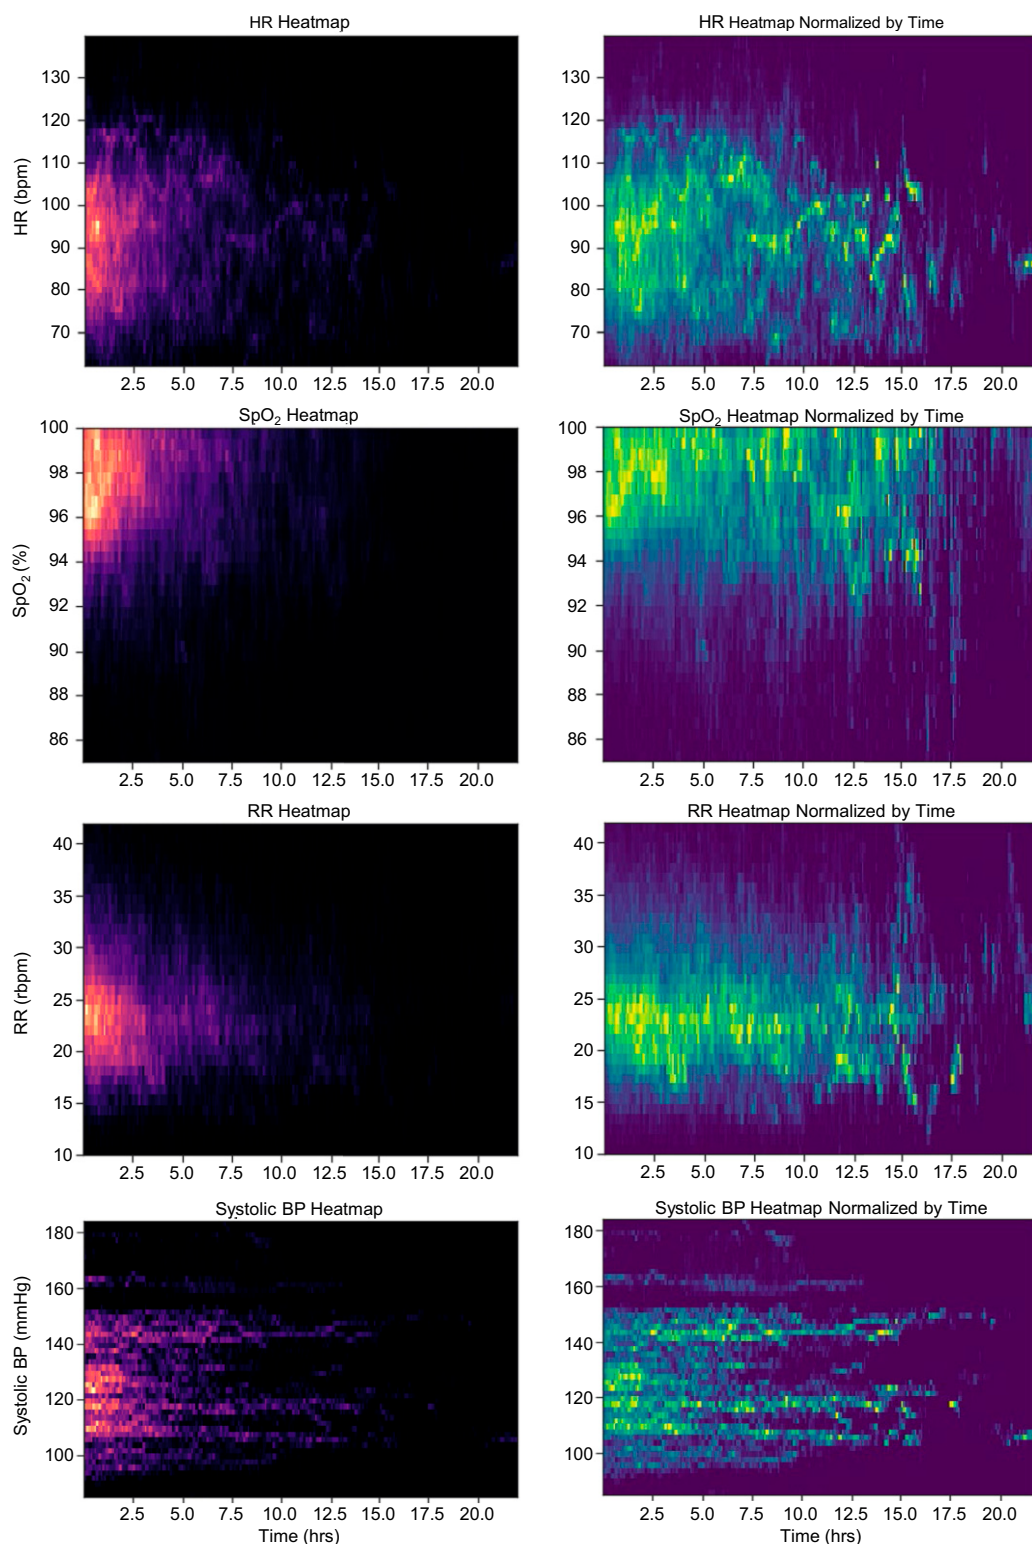 HR Heatmap
HR Heatmap Normalized by Time
HR (bpm)
130
120
110
100
90
80
70
2.5 5.0 7.5 10.0 12.5 15.0 17.5 20.0
130
120
110
100
90
80
70
2.5 5.0 7.5 10.0 12.5 15.0 17.5 20.0
SpO₂ Heatmap
SpO₂ Heatmap Normalized by Time
SpO₂ (%)
100
98
96
94
92
90
88
86
2.5 5.0 7.5 10.0 12.5 15.0 17.5 20.0
100
98
96
94
92
90
88
86
2.5 5.0 7.5 10.0 12.5 15.0 17.5 20.0
RR Heatmap
RR Heatmap Normalized by Time
RR (rbpm)
40
35
30
25
20
15
10
2.5 5.0 7.5 10.0 12.5 15.0 17.5 20.0
40
35
30
25
20
15
10
2.5 5.0 7.5 10.0 12.5 15.0 17.5 20.0
Systolic BP Heatmap
Systolic BP Heatmap Normalized by Time
Systolic BP (mmHg)
180
160
140
120
100
2.5 5.0 7.5 10.0 12.5 15.0 17.5 20.0
Time (hrs)
180
160
140
120
100
2.5 5.0 7.5 10.0 12.5 15.0 17.5 20.0
Time (hrs)